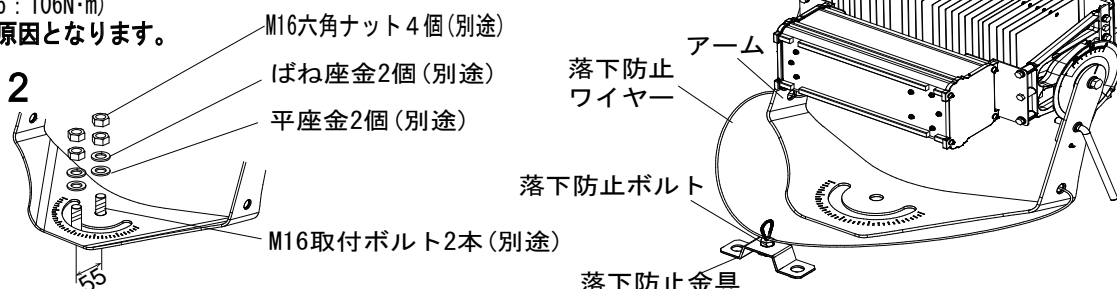 : 106N·m)
原因となります。
2
M16六角ナット4個(別途)
ばね座金2個(別途)
平座金2個(別途)
M16取付ボルト2本(別途)
55
アーム
落下防止
ワイヤー
落下防止ボルト
落下防止金具